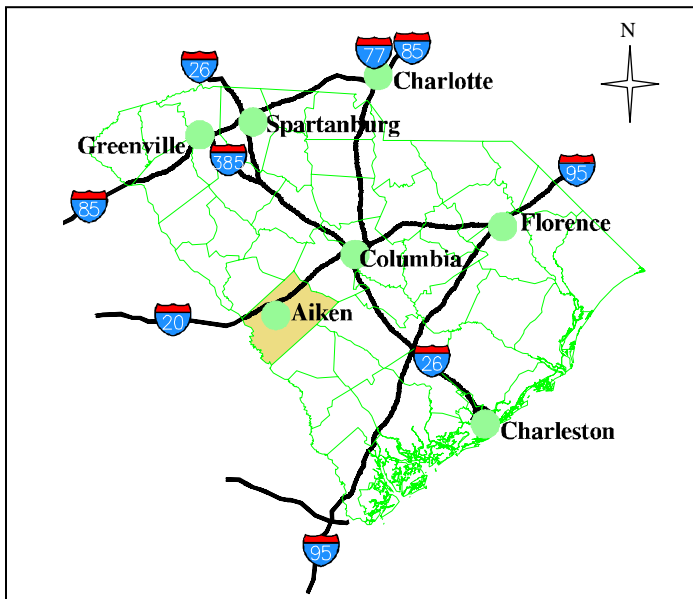 N
77
85
26
Charlotte
Spartanburg
Greenville
385
95
85
Florence
Columbia
Aiken
20
26
Charleston
95